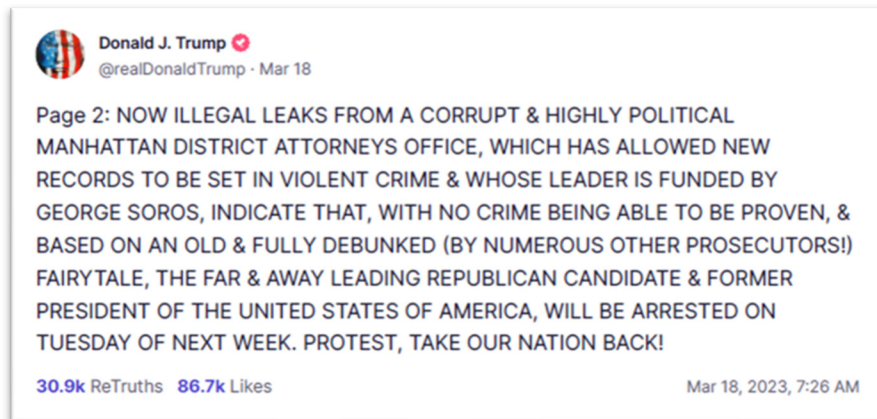 Donald J. Trump
@realDonaldTrump · Mar 18
Page 2: NOW ILLEGAL LEAKS FROM A CORRUPT & HIGHLY POLITICAL
MANHATTAN DISTRICT ATTORNEYS OFFICE, WHICH HAS ALLOWED NEW
RECORDS TO BE SET IN VIOLENT CRIME & WHOSE LEADER IS FUNDED BY
GEORGE SOROS, INDICATE THAT, WITH NO CRIME BEING ABLE TO BE PROVEN, &
BASED ON AN OLD & FULLY DEBUNKED (BY NUMEROUS OTHER PROSECUTORS!)
FAIRYTALE, THE FAR & AWAY LEADING REPUBLICAN CANDIDATE & FORMER
PRESIDENT OF THE UNITED STATES OF AMERICA, WILL BE ARRESTED ON
TUESDAY OF NEXT WEEK. PROTEST, TAKE OUR NATION BACK!
30.9k ReTruths 86.7k Likes Mar 18, 2023, 7:26 AM